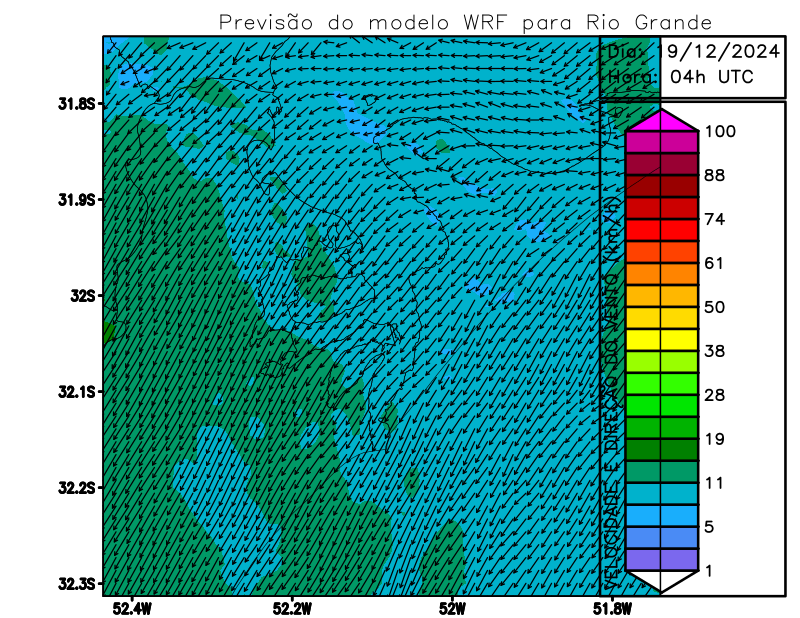 Previsão do modelo WRF para Rio Grande
Dia: 19/12/2024
Hora: 04h UTC
31.8S
31.9S
32S
32.1S
32.2S
32.3S
52.4W
52.2W
52W
51.8W
VELOCIDADE E DIREÇÃO DO VENTO (Km/h)
100
88
74
61
50
38
28
19
11
5
1